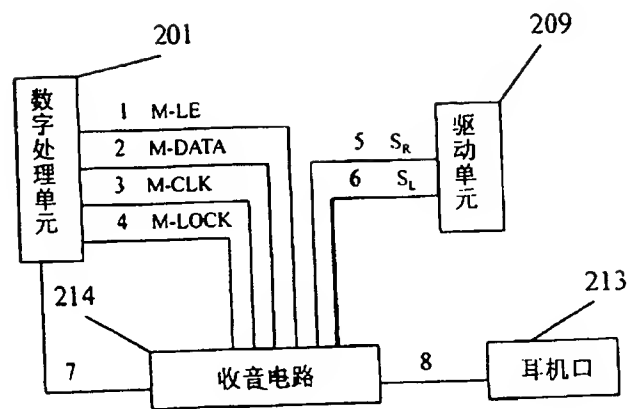 201
209
数字处理单元
驱动单元
1 M-LE
2 M-DATA
3 M-CLK
4 M-LOCK
5 S_R
6 S_L
214
213
7
收音电路
8
耳机口